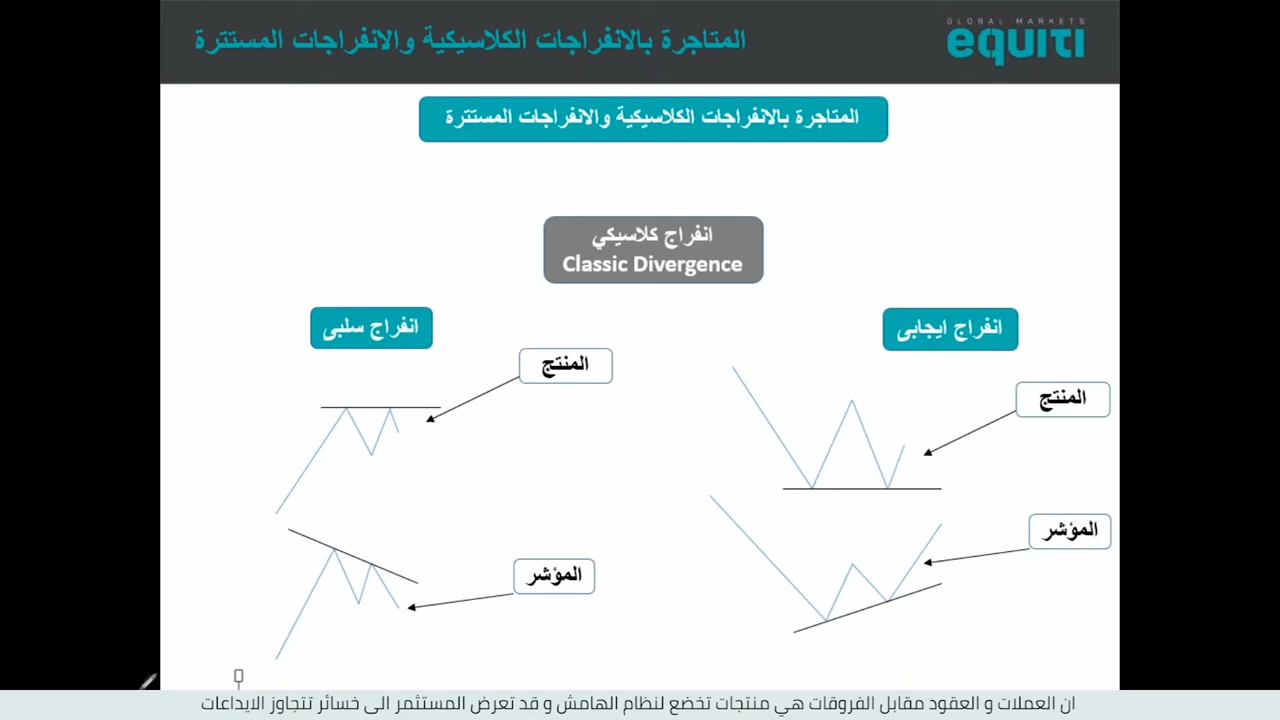 GLOBAL MARKETS
equiti
المتاجرة بالانفراجات الكلاسيكية والانفراجات المستترة
المتاجرة بالانفراجات الكلاسيكية والانفراجات المستترة
انفراج كلاسيكي
Classic Divergence
انفراج ايجابى
انفراج سلبى
المنتج
المنتج
المؤشر
المؤشر
ان العملات و العقود مقابل الفروقات هي منتجات تخضع لنظام الهامش و قد تعرض المستثمر الى خسائر تتجاوز الايداعات